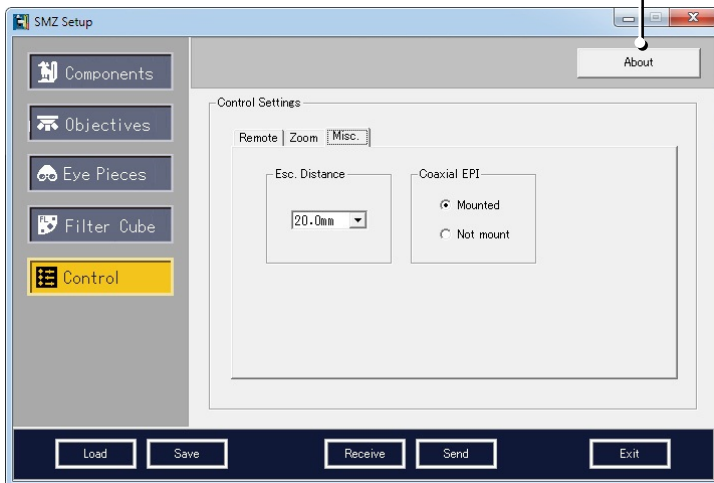 SMZ Setup
About
Components
Objectives
Eye Pieces
Filter Cube
Control
Control Settings
Remote Zoom Misc.
Esc. Distance
20.0mm
Coaxial EPI
Mounted
Not mount
Load Save Receive Send Exit